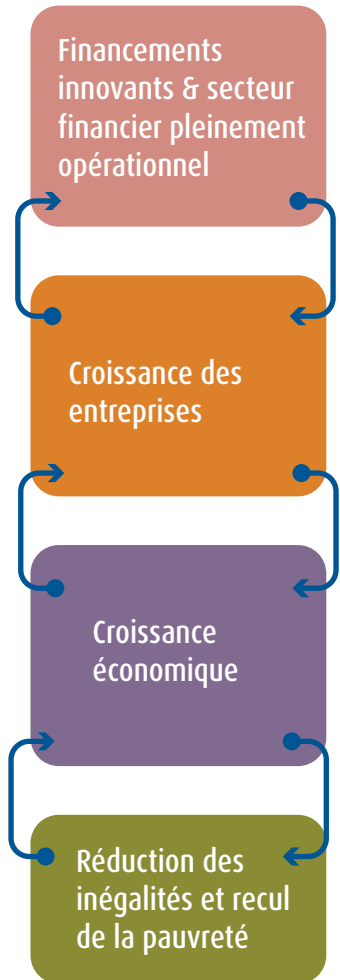 Financements
innovants & secteur
financier pleinement
opérationnel
Croissance des
entreprises
Croissance
économique
Réduction des
inégalités et recul
de la pauvreté